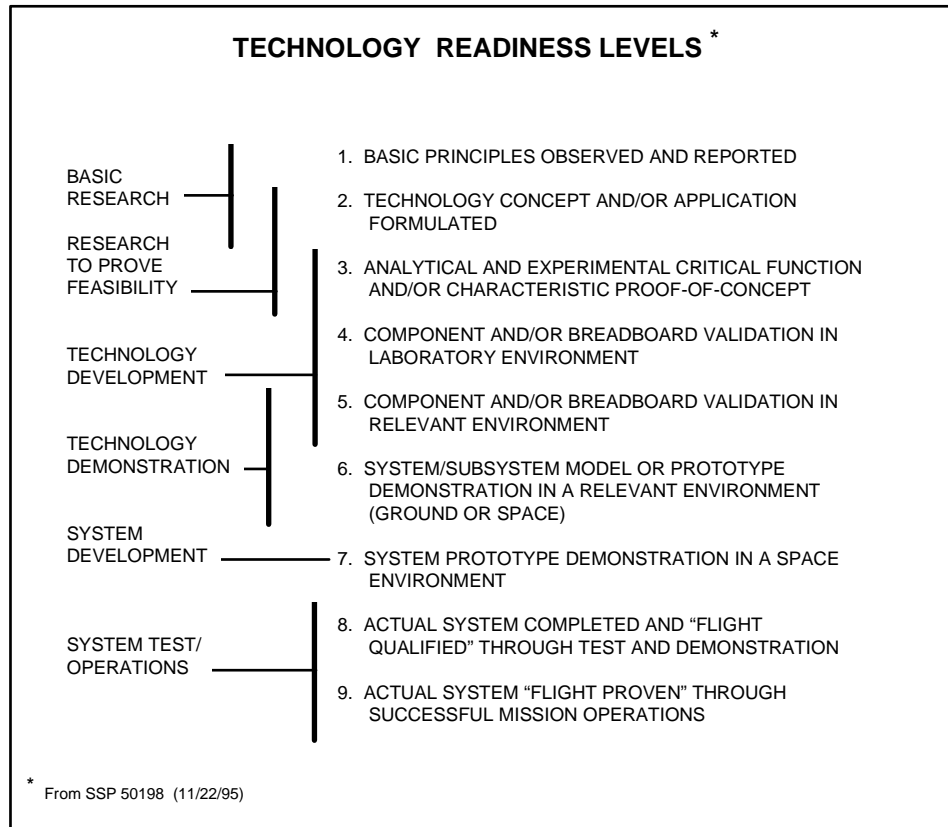 TECHNOLOGY READINESS LEVELS *
BASIC
RESEARCH
RESEARCH
TO PROVE
FEASIBILITY
TECHNOLOGY
DEVELOPMENT
TECHNOLOGY
DEMONSTRATION
SYSTEM
DEVELOPMENT
SYSTEM TEST/
OPERATIONS
1. BASIC PRINCIPLES OBSERVED AND REPORTED
2. TECHNOLOGY CONCEPT AND/OR APPLICATION
FORMULATED
3. ANALYTICAL AND EXPERIMENTAL CRITICAL FUNCTION
AND/OR CHARACTERISTIC PROOF-OF-CONCEPT
4. COMPONENT AND/OR BREADBOARD VALIDATION IN
LABORATORY ENVIRONMENT
5. COMPONENT AND/OR BREADBOARD VALIDATION IN
RELEVANT ENVIRONMENT
6. SYSTEM/SUBSYSTEM MODEL OR PROTOTYPE
DEMONSTRATION IN A RELEVANT ENVIRONMENT
(GROUND OR SPACE)
7. SYSTEM PROTOTYPE DEMONSTRATION IN A SPACE
ENVIRONMENT
8. ACTUAL SYSTEM COMPLETED AND “FLIGHT
QUALIFIED” THROUGH TEST AND DEMONSTRATION
9. ACTUAL SYSTEM “FLIGHT PROVEN” THROUGH
SUCCESSFUL MISSION OPERATIONS
* From SSP 50198 (11/22/95)